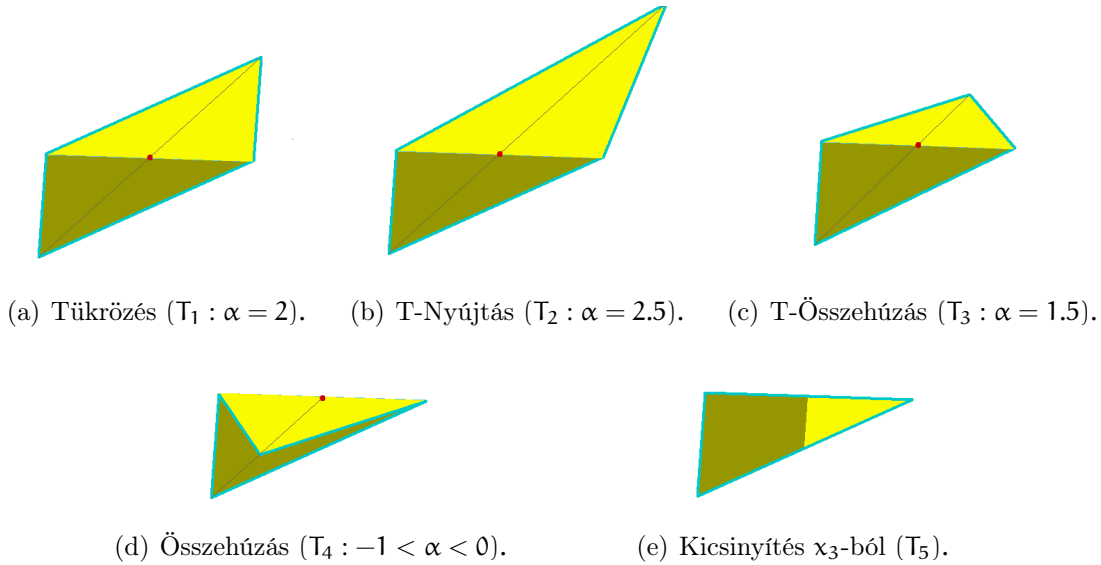 (a) Tükrözés (T₁ : α = 2). (b) T-Nyújtás (T₂ : α = 2.5). (c) T-Összehúzás (T₃ : α = 1.5).
(d) Összehúzás (T₄ : −1 < α < 0). (e) Kicsinyítés x₃-ból (T₅).